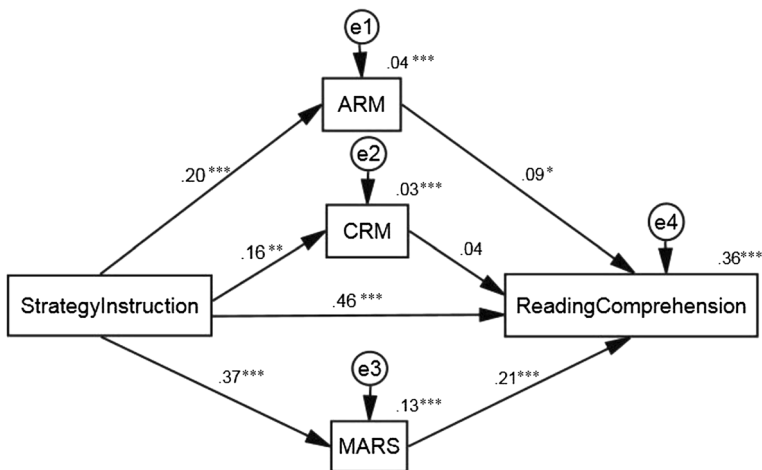 e1
.04 ***
ARM
e2
.20 ***
.09 *
.03 ***
CRM
e4
.16 **
.04
.36 ***
StrategyInstruction
.46 ***
ReadingComprehension
e3
.37 ***
.21 ***
.13 ***
MARS